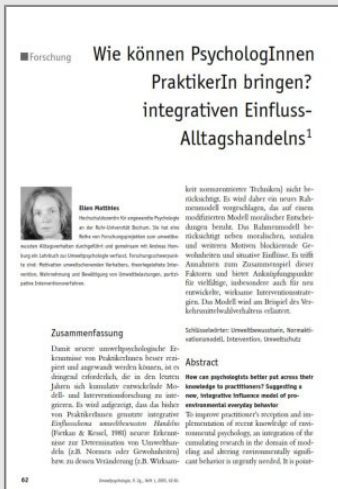 Forschung
Wie können PsychologInnen
PraktikerIn bringen?
integrativen Einfluss-
Alltagshandelns¹
Ellen Matthies
Hochschuldozentin für angewandte Psychologie
an der Ruhr-Universität Bochum. Sie hat eine
Reihe von Forschungsprojekten zum umweltbe-
wussten Alltagsverhalten durchgeführt und gemeinsam mit Andreas Hom-
burg ein Lehrbuch zur Umweltpsychologie verfasst. Forschungsschwerpunk-
te sind: Motivation umweltschonenden Verhaltens, theoriegeleitete Inter-
vention, Wahrnehmung und Bewältigung von Umweltbelastungen, partizi-
pative Interventionsverfahren.
Zusammenfassung
Damit neuere umweltpsychologische Er-
kenntnisse von PraktikerInnen besser rezi-
piert und angewandt werden können, ist es
dringend erforderlich, die in den letzten
Jahren sich kumulativ entwickelnde Mo-
dell- und Interventionsforschung zu inte-
grieren. Es wird aufgezeigt, dass das bisher
von PraktikerInnen genutzte integrative
Einflussschema umweltbewussten Handelns
(Fietkau & Kessel, 1981) neuere Erkennt-
nisse zur Determination von Umwelthan-
deln (z.B. Normen oder Gewohnheiten)
bzw. zu dessen Veränderung (z.B. Wirksam-
keit normzentrierter Techniken) nicht be-
rücksichtigt. Es wird daher ein neues Rah-
menmodell vorgeschlagen, das auf einem
modifizierten Modell moralischer Entschei-
dungen beruht. Das Rahmenmodell be-
rücksichtigt neben moralischen, sozialen
und weiteren Motiven blockierende Ge-
wohnheiten und situative Einflüsse. Es trifft
Annahmen zum Zusammenspiel dieser
Faktoren und bietet Anknüpfungspunkte
für vielfältige, insbesondere auch für neu
entwickelte, wirksame Interventionsstrate-
gien. Das Modell wird am Beispiel des Ver-
kehrsmittelwahlverhaltens erläutert.
Schlüsselwörter: Umweltbewusstsein, Normakti-
vationsmodell, Intervention, Umweltschutz
Abstract
How can psychologists better put across their
knowledge to practitioners? Suggesting a
new, integrative influence model of pro-
environmental everyday behavior
To improve practitioner's reception and im-
plementation of recent knowledge of envi-
ronmental psychology, an integration of the
cumulating research in the domain of mod-
eling and altering environmentally signifi-
cant behavior is urgently needed. It is point-
62
Umweltpsychologie, 9. Jg., Heft 1, 2005, 62-81